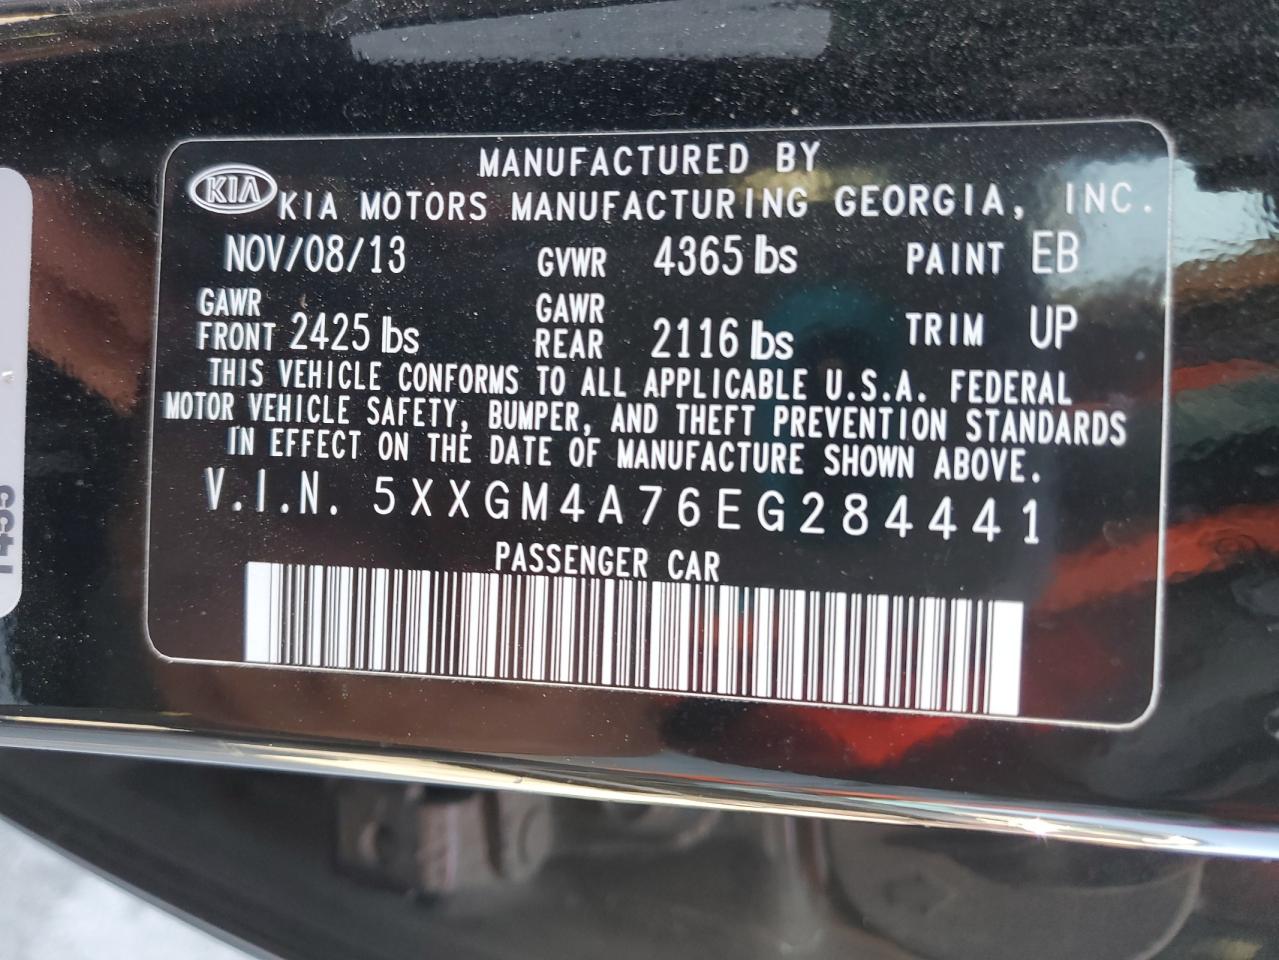 MANUFACTURED BY
KIA KIA MOTORS MANUFACTURING GEORGIA, INC.
NOV/08/13 GVWR 4365 lbs PAINT EB
GAWR FRONT 2425 lbs GAWR REAR 2116 lbs TRIM UP
THIS VEHICLE CONFORMS TO ALL APPLICABLE U.S.A. FEDERAL
MOTOR VEHICLE SAFETY, BUMPER, AND THEFT PREVENTION STANDARDS
IN EFFECT ON THE DATE OF MANUFACTURE SHOWN ABOVE.
V.I.N. 5XXGM4A76EG284441
PASSENGER CAR